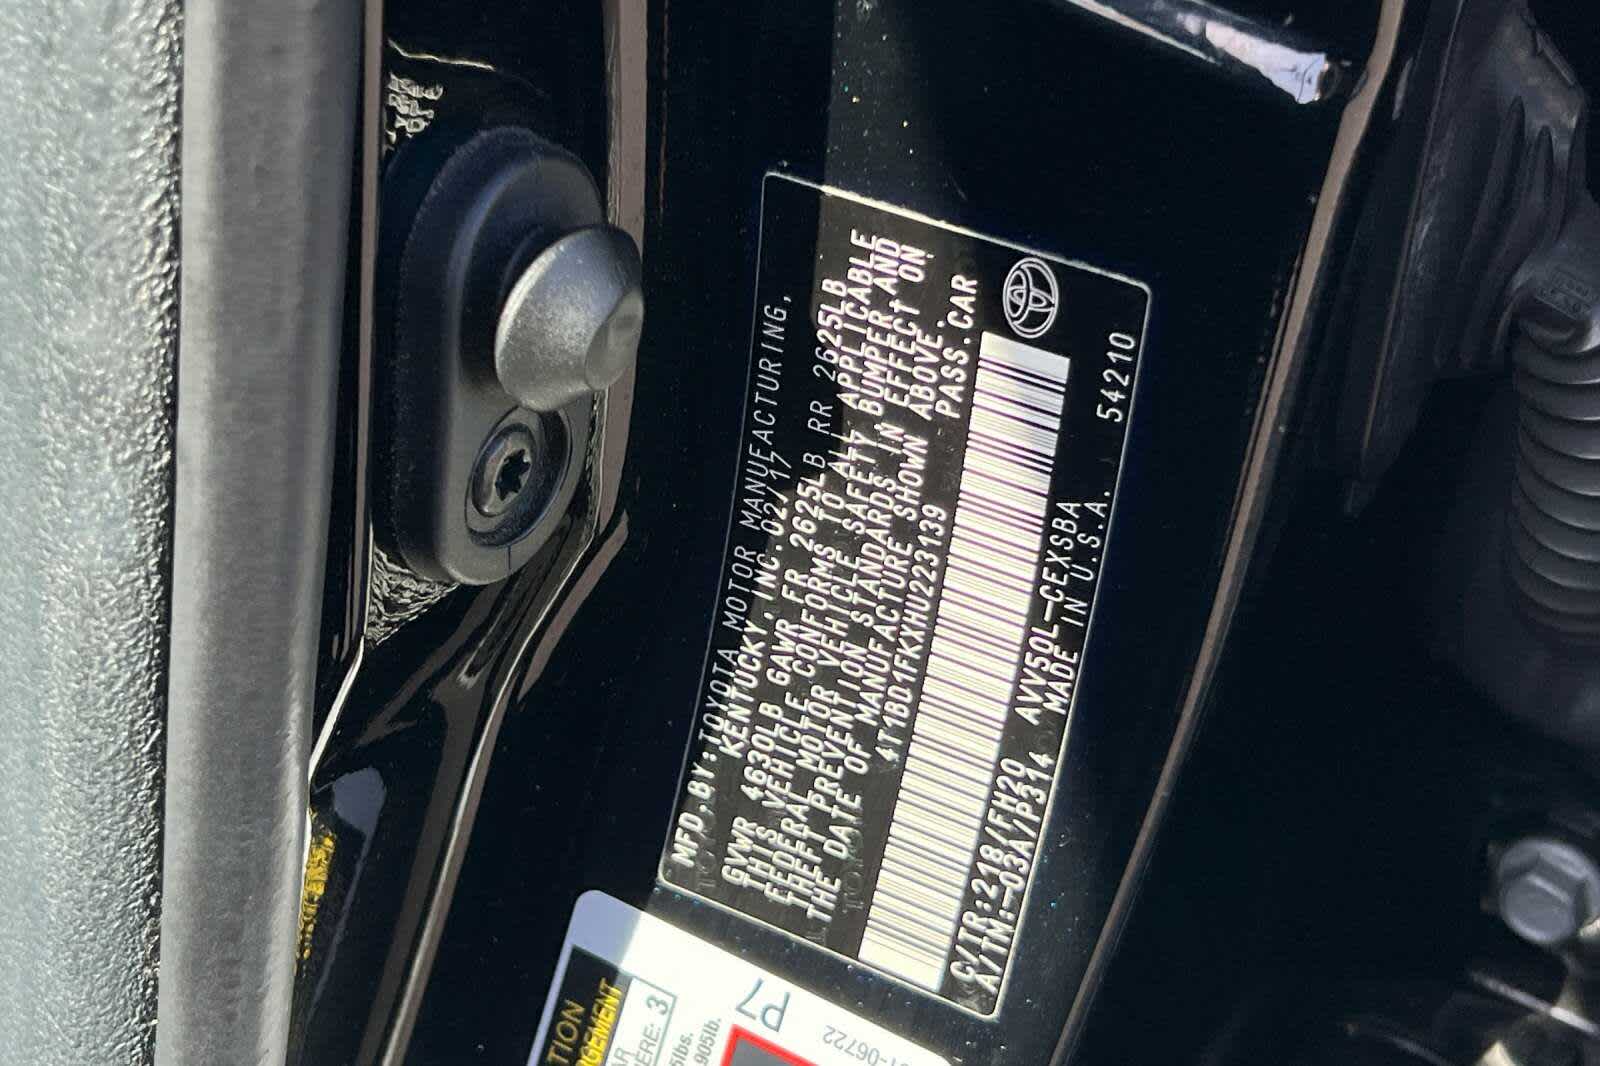 MFD.BY:TOYOTA MOTOR MANUFACTURING,
KENTUCKY,INC.02/17
GVWR 4630LB GAWR FR 2625LB RR 2625LB
THIS VEHICLE CONFORMS TO ALL APPLICABLE
FEDERAL MOTOR VEHICLE SAFETY,BUMPER,AND
THEFT PREVENTION STANDARDS IN EFFECT ON
THE DATE OF MANUFACTURE SHOWN ABOVE.
4T1BD1FKXHU223139 PASS.CAR
C/TR:218/FH20 AVV50L-CEXSBA
A/TM:-03A/P314 MADE IN U.S.A. 54210
P7
3
905lb.